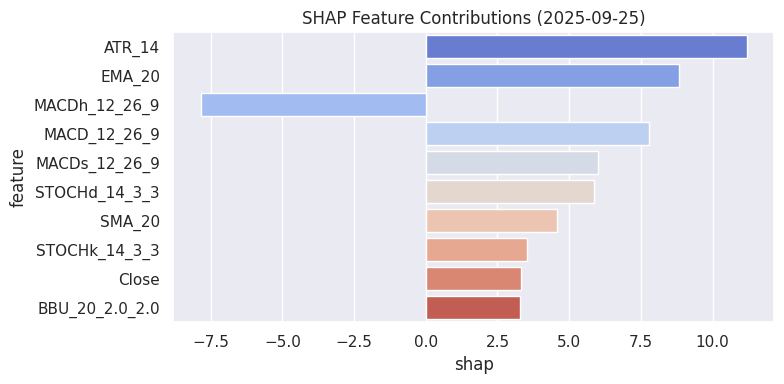 SHAP Feature Contributions (2025-09-25)
feature
ATR_14
EMA_20
MACDh_12_26_9
MACD_12_26_9
MACDs_12_26_9
STOCHd_14_3_3
SMA_20
STOCHk_14_3_3
Close
BBU_20_2.0_2.0
−7.5 −5.0 −2.5 0.0 2.5 5.0 7.5 10.0
shap